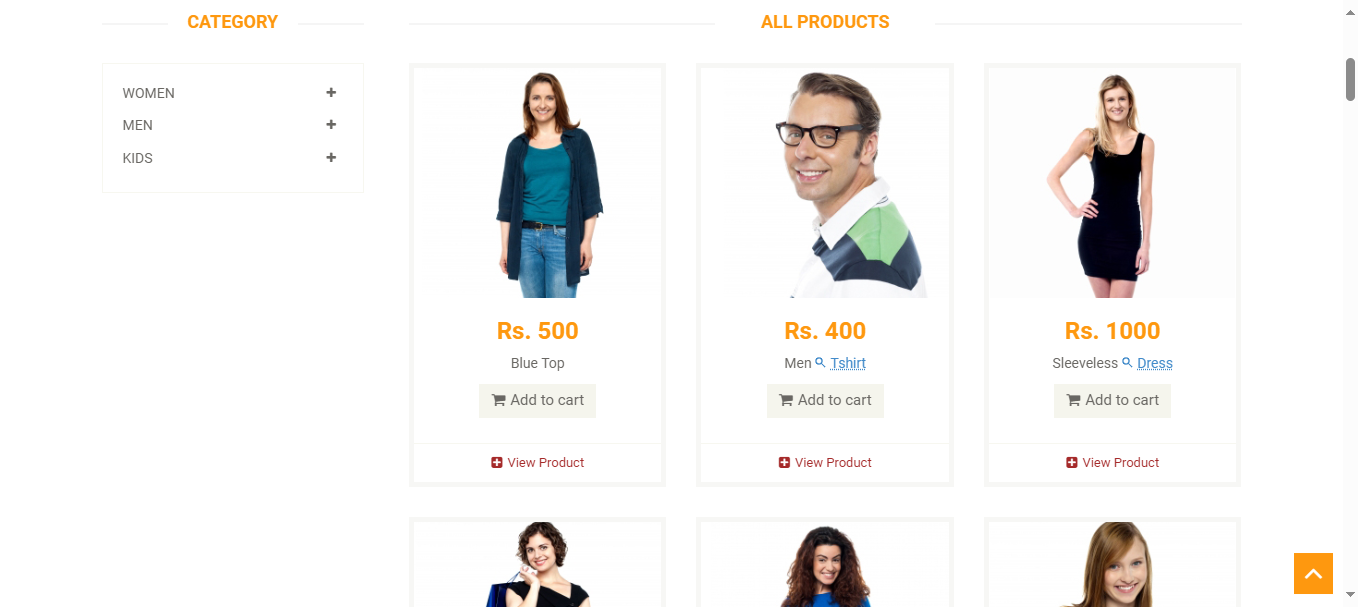 CATEGORY
ALL PRODUCTS
WOMEN
MEN
KIDS
Rs. 500
Blue Top
Add to cart
View Product
Rs. 400
Men Tshirt
Add to cart
View Product
Rs. 1000
Sleeveless Dress
Add to cart
View Product